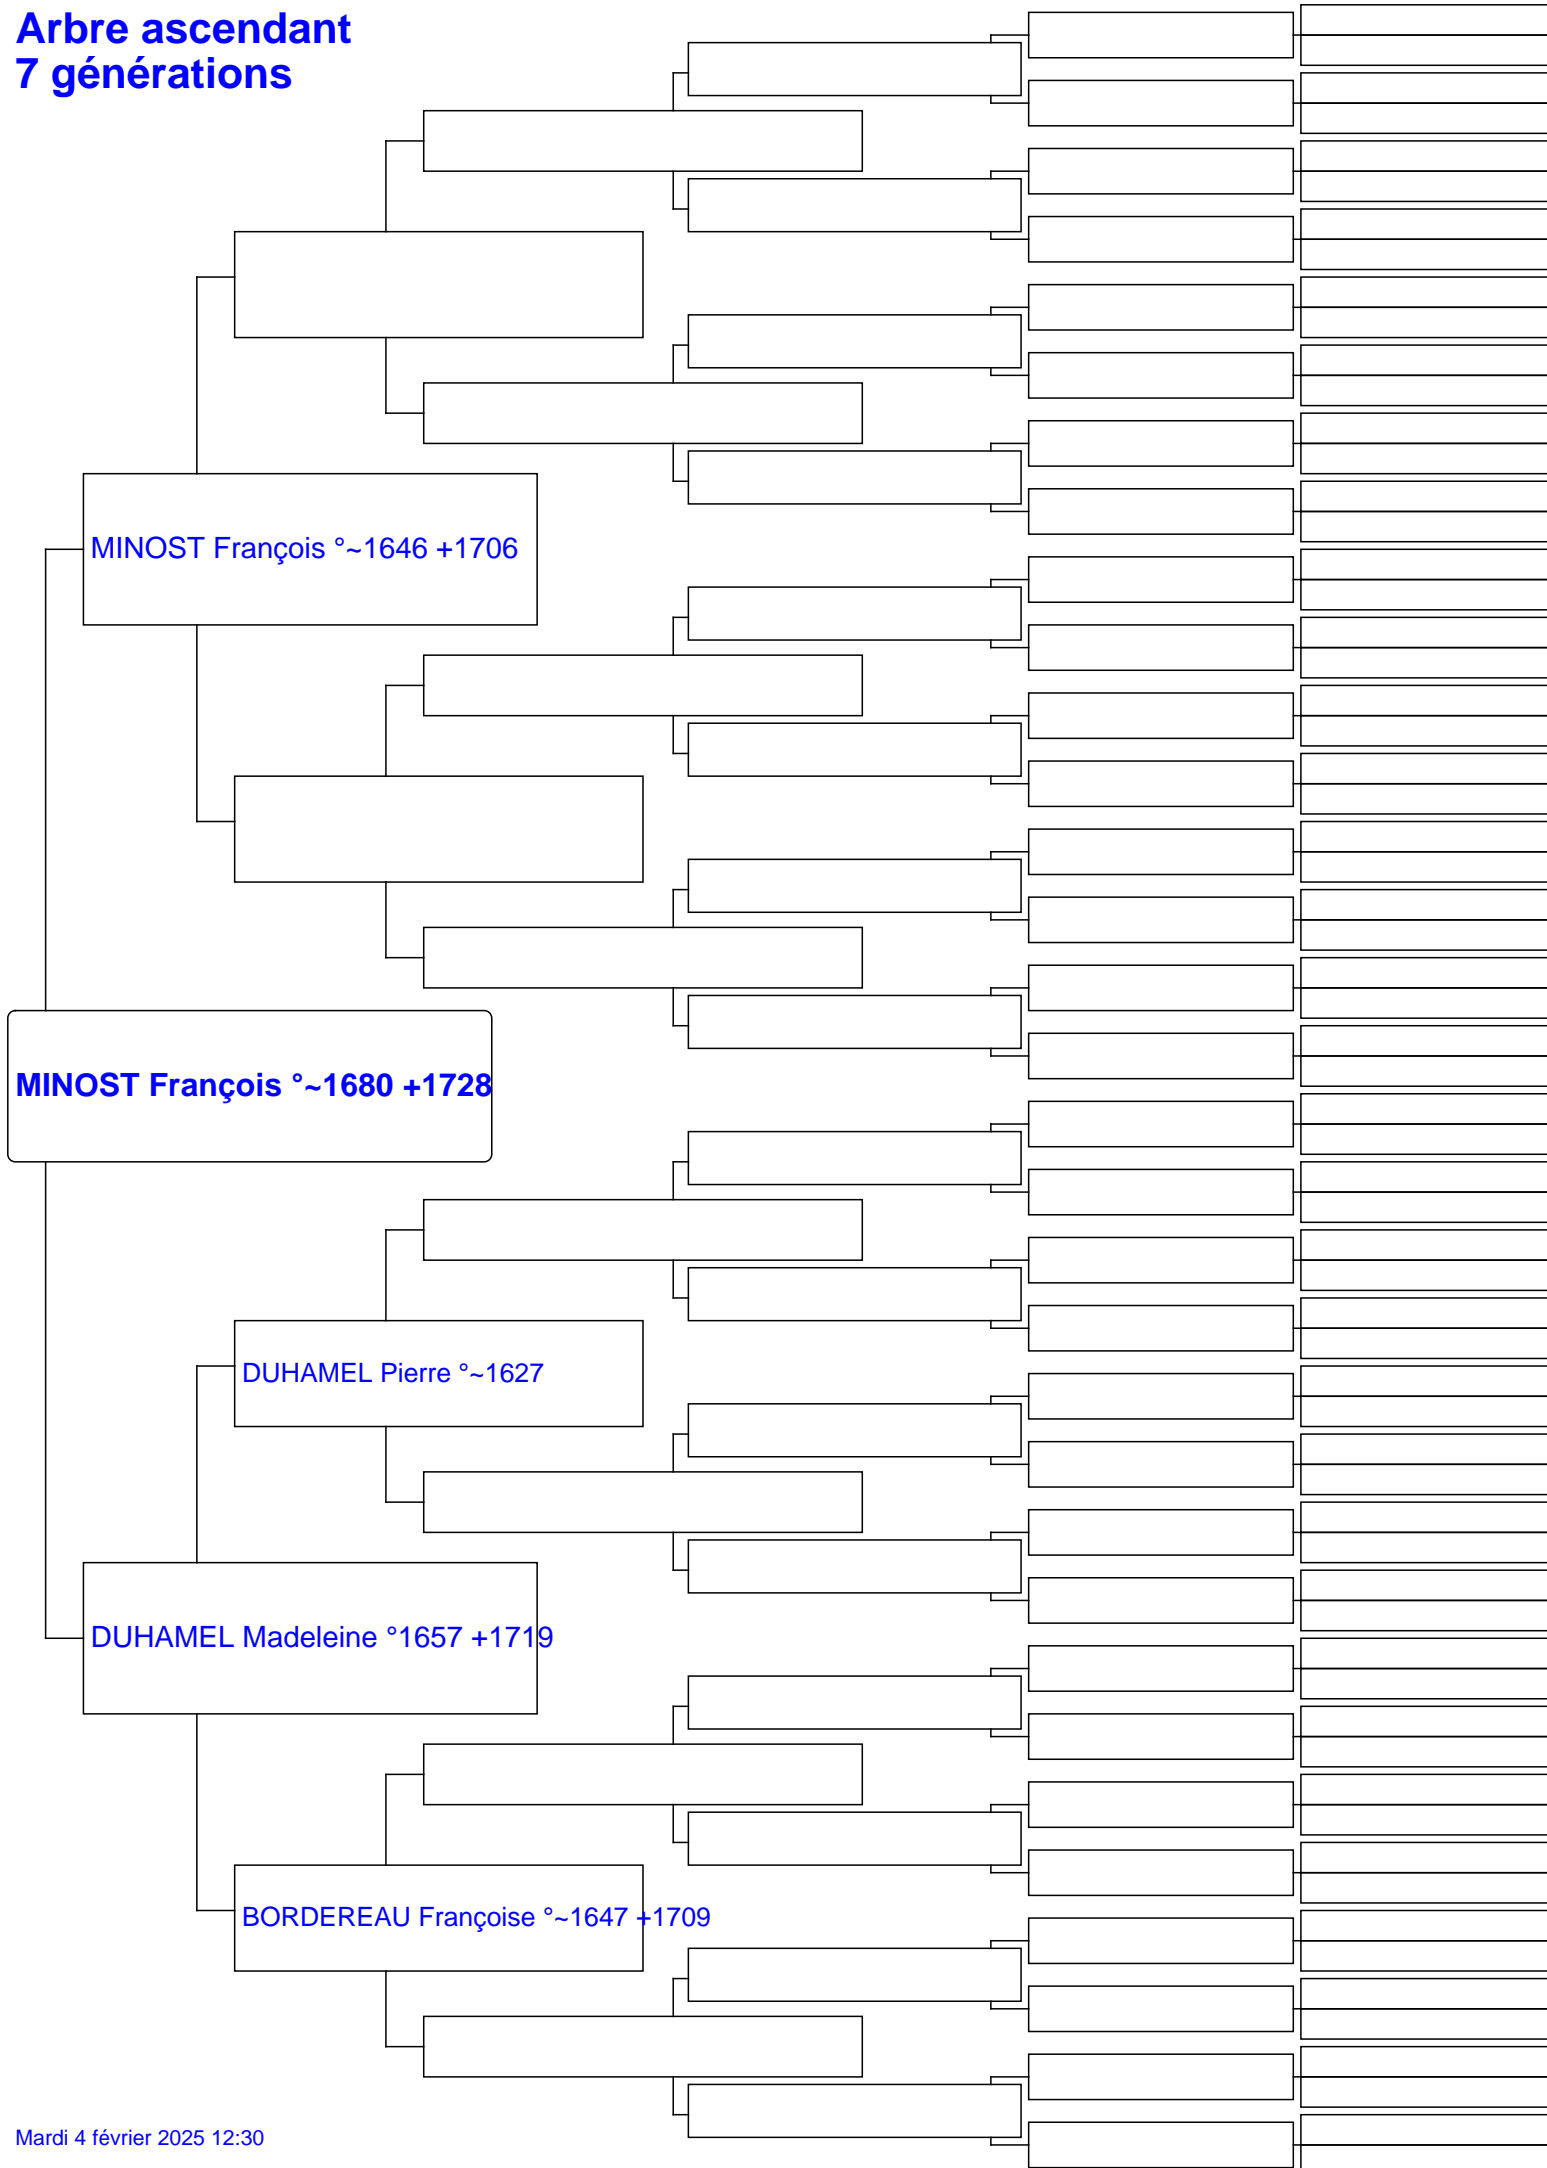 Arbre ascendant
7 générations
MINOST François °~1646 +1706
MINOST François °~1680 +1728
DUHAMEL Pierre °~1627
DUHAMEL Madeleine °1657 +1719
BORDEREAU Françoise °~1647 +1709
Mardi 4 février 2025 12:30